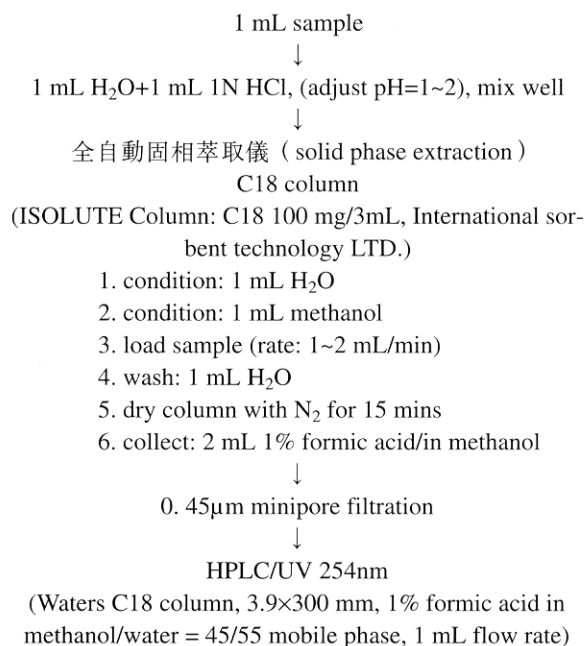 1 mL sample
↓
1 mL H₂O+1 mL 1N HCl, (adjust pH=1~2), mix well
↓
全自動固相萃取儀（solid phase extraction）
C18 column
(ISOLUTE Column: C18 100 mg/3mL, International sor-
bent technology LTD.)
1. condition: 1 mL H₂O
2. condition: 1 mL methanol
3. load sample (rate: 1~2 mL/min)
4. wash: 1 mL H₂O
5. dry column with N₂ for 15 mins
6. collect: 2 mL 1% formic acid/in methanol
↓
0. 45μm minipore filtration
↓
HPLC/UV 254nm
(Waters C18 column, 3.9×300 mm, 1% formic acid in
methanol/water = 45/55 mobile phase, 1 mL flow rate)